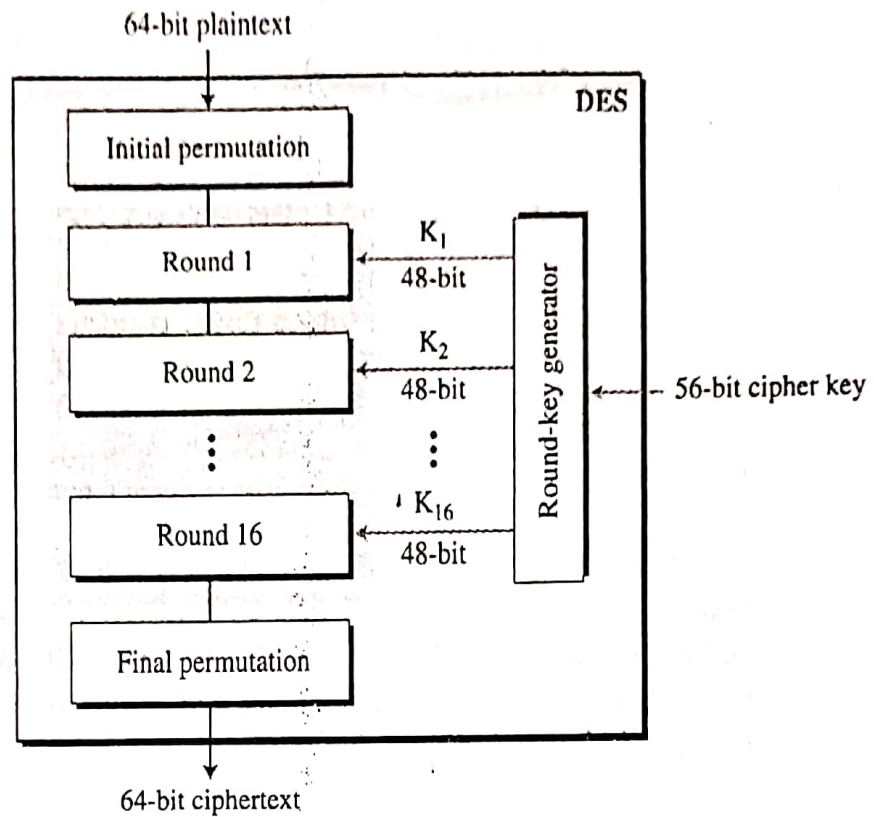 64-bit plaintext
DES
Initial permutation
K₁
Round 1
48-bit
K₂
Round 2
48-bit
Round-key generator
56-bit cipher key
K₁₆
Round 16
48-bit
Final permutation
64-bit ciphertext